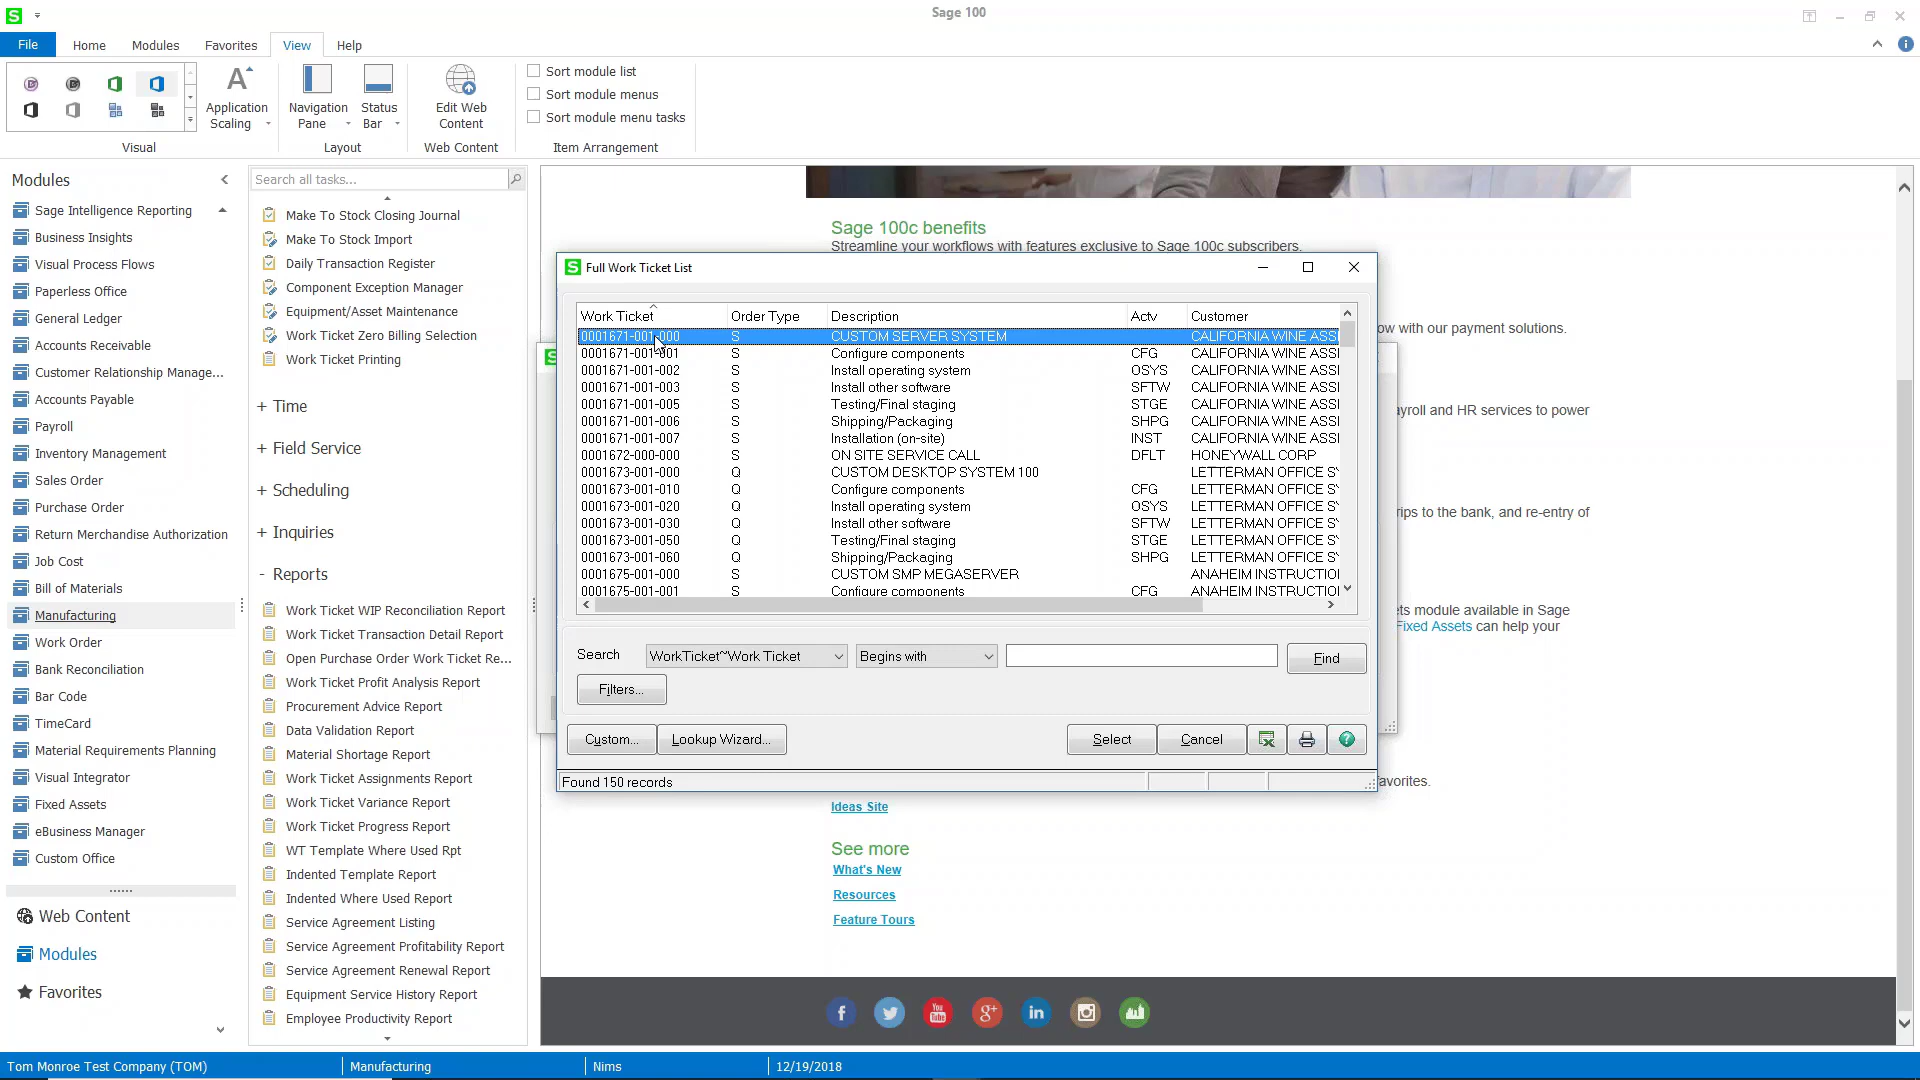 Sage 100
File
Home
Modules
Favorites
View
Help
Application
Scaling
Navigation
Pane
Status
Bar
Edit Web
Content
Sort module list
Sort module menus
Sort module menu tasks
Visual
Layout
Web Content
Item Arrangement
Modules
Sage Intelligence Reporting
Business Insights
Visual Process Flows
Paperless Office
General Ledger
Accounts Receivable
Customer Relationship Manage...
Accounts Payable
Payroll
Inventory Management
Sales Order
Purchase Order
Return Merchandise Authorization
Job Cost
Bill of Materials
Manufacturing
Work Order
Bank Reconciliation
Bar Code
TimeCard
Material Requirements Planning
Visual Integrator
Fixed Assets
eBusiness Manager
Custom Office
Web Content
Modules
Favorites
Search all tasks...
Make To Stock Closing Journal
Make To Stock Import
Daily Transaction Register
Component Exception Manager
Equipment/Asset Maintenance
Work Ticket Zero Billing Selection
Work Ticket Printing
+ Time
+ Field Service
+ Scheduling
+ Inquiries
- Reports
Work Ticket WIP Reconciliation Report
Work Ticket Transaction Detail Report
Open Purchase Order Work Ticket Re...
Work Ticket Profit Analysis Report
Procurement Advice Report
Data Validation Report
Material Shortage Report
Work Ticket Assignments Report
Work Ticket Variance Report
Work Ticket Progress Report
WT Template Where Used Rpt
Indented Template Report
Indented Where Used Report
Service Agreement Listing
Service Agreement Profitability Report
Service Agreement Renewal Report
Equipment Service History Report
Employee Productivity Report
Sage 100c benefits
Streamline your workflows with features exclusive to Sage 100c subscribers.
ow with our payment solutions.
ayroll and HR services to power
rips to the bank, and re-entry of
ets module available in Sage
Fixed Assets can help your
avorites.
Full Work Ticket List
Work Ticket Order Type Description Actv Customer
0001671-001-000 S CUSTOM SERVER SYSTEM CALIFORNIA WINE ASS
0001671-001-001 S Configure components CFG CALIFORNIA WINE ASS
0001671-001-002 S Install operating system OSYS CALIFORNIA WINE ASS
0001671-001-003 S Install other software SFTW CALIFORNIA WINE ASS
0001671-001-005 S Testing/Final staging STGE CALIFORNIA WINE ASS
0001671-001-006 S Shipping/Packaging SHPG CALIFORNIA WINE ASS
0001671-001-007 S Installation (on-site) INST CALIFORNIA WINE ASS
0001672-000-000 S ON SITE SERVICE CALL DFLT HONEYWALL CORP
0001673-001-000 Q CUSTOM DESKTOP SYSTEM 100 LETTERMAN OFFICE S
0001673-001-010 Q Configure components CFG LETTERMAN OFFICE S
0001673-001-020 Q Install operating system OSYS LETTERMAN OFFICE S
0001673-001-030 Q Install other software SFTW LETTERMAN OFFICE S
0001673-001-050 Q Testing/Final staging STGE LETTERMAN OFFICE S
0001673-001-060 Q Shipping/Packaging SHPG LETTERMAN OFFICE S
0001675-001-000 S CUSTOM SMP MEGASERVER ANAHEIM INSTRUCTIO
0001675-001-001 S Configure components CFG ANAHEIM INSTRUCTIO
Search WorkTicket~Work Ticket Begins with Find
Filters...
Custom... Lookup Wizard... Select Cancel
Found 150 records
Ideas Site
See more
What's New
Resources
Feature Tours
Tom Monroe Test Company (TOM) Manufacturing Nims 12/19/2018